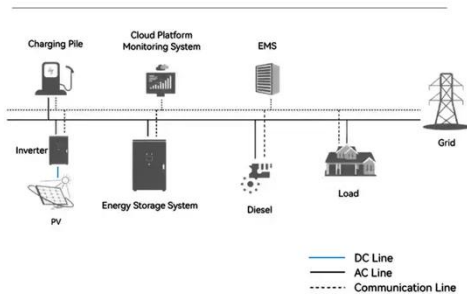 Charging Pile
Cloud Platform
Monitoring System
EMS
Grid
Inverter
PV
Energy Storage System
Diesel
Load
DC Line
AC Line
Communication Line